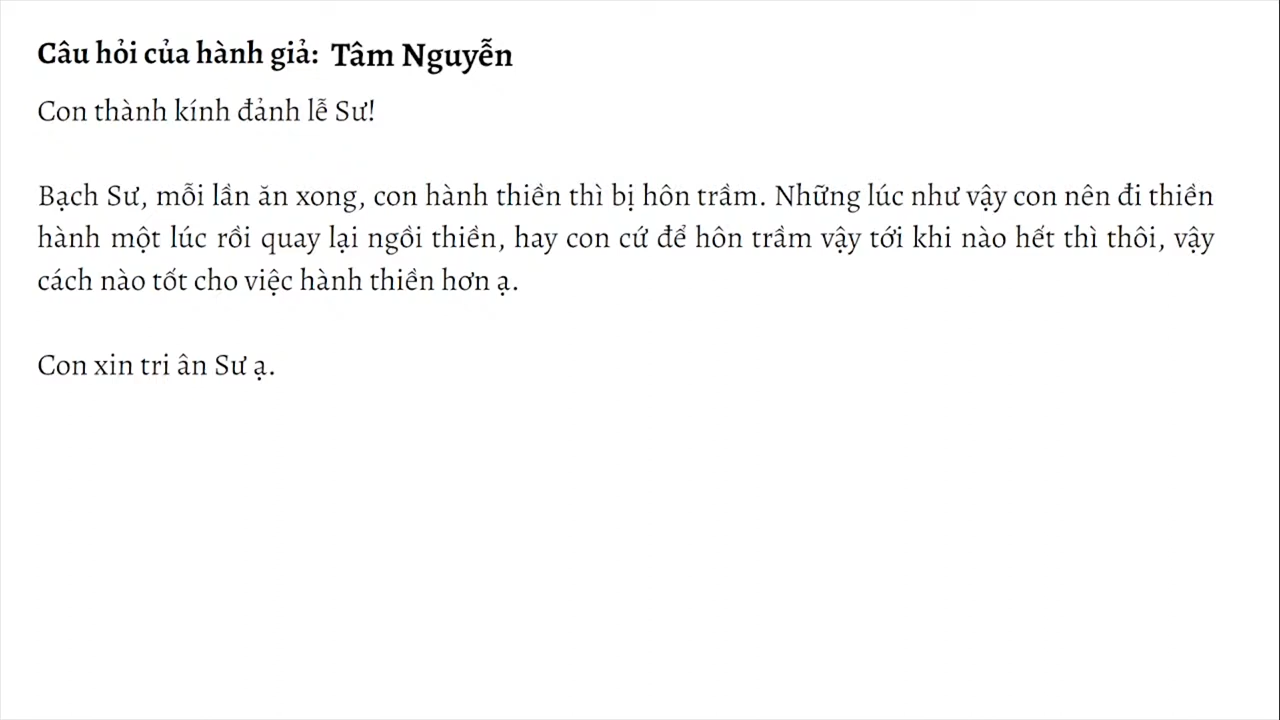 Câu hỏi của hành giả: Tâm Nguyễn
Con thành kính đảnh lễ Sư!
Bạch Sư, mỗi lần ăn xong, con hành thiền thì bị hôn trầm. Những lúc như vậy con nên đi thiền
hành một lúc rồi quay lại ngồi thiền, hay con cứ để hôn trầm vậy tới khi nào hết thì thôi, vậy
cách nào tốt cho việc hành thiền hơn ạ.
Con xin tri ân Sư ạ.